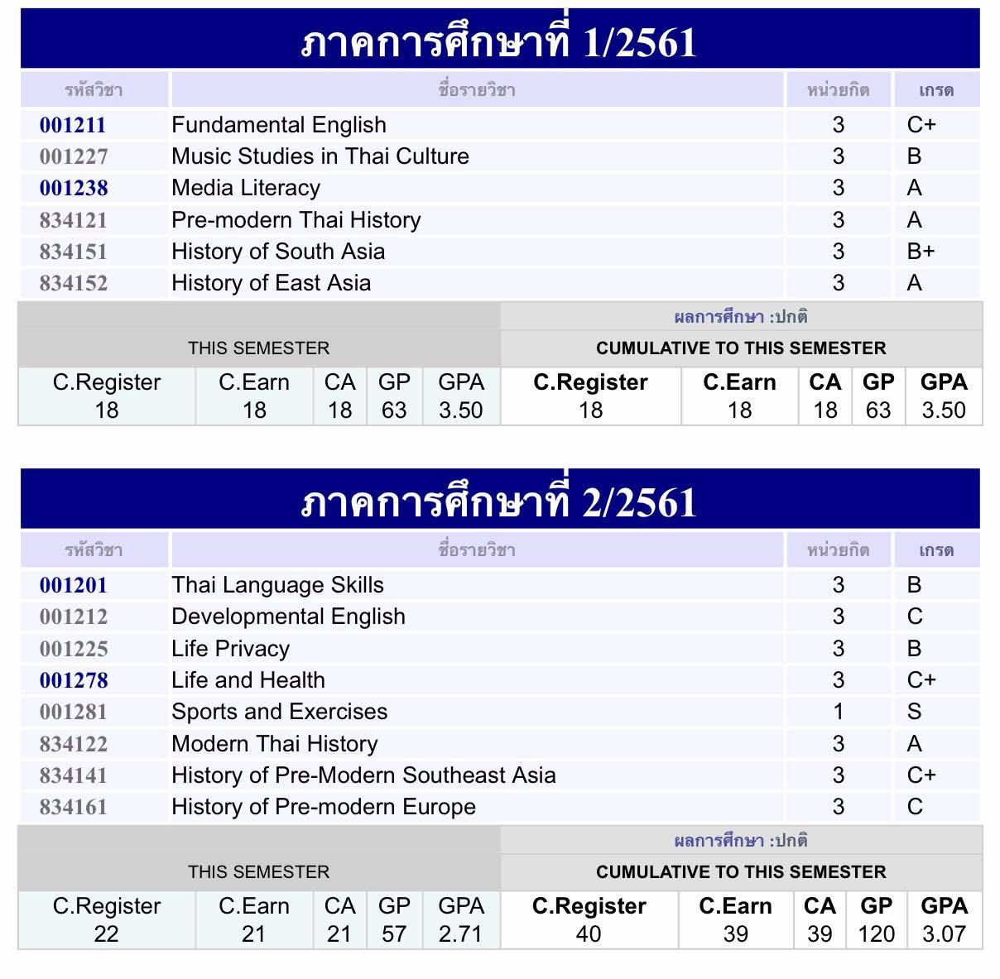 ภาคการศึกษาที่ 1/2561
รหัสวิชา ชื่อรายวิชา หน่วยกิต เกรด
001211 Fundamental English 3 C+
001227 Music Studies in Thai Culture 3 B
001238 Media Literacy 3 A
834121 Pre-modern Thai History 3 A
834151 History of South Asia 3 B+
834152 History of East Asia 3 A
ผลการศึกษา :ปกติ
THIS SEMESTER CUMULATIVE TO THIS SEMESTER
C.Register C.Earn CA GP GPA C.Register C.Earn CA GP GPA
18 18 18 63 3.50 18 18 18 63 3.50
ภาคการศึกษาที่ 2/2561
รหัสวิชา ชื่อรายวิชา หน่วยกิต เกรด
001201 Thai Language Skills 3 B
001212 Developmental English 3 C
001225 Life Privacy 3 B
001278 Life and Health 3 C+
001281 Sports and Exercises 1 S
834122 Modern Thai History 3 A
834141 History of Pre-Modern Southeast Asia 3 C+
834161 History of Pre-modern Europe 3 C
ผลการศึกษา :ปกติ
THIS SEMESTER CUMULATIVE TO THIS SEMESTER
C.Register C.Earn CA GP GPA C.Register C.Earn CA GP GPA
22 21 21 57 2.71 40 39 39 120 3.07